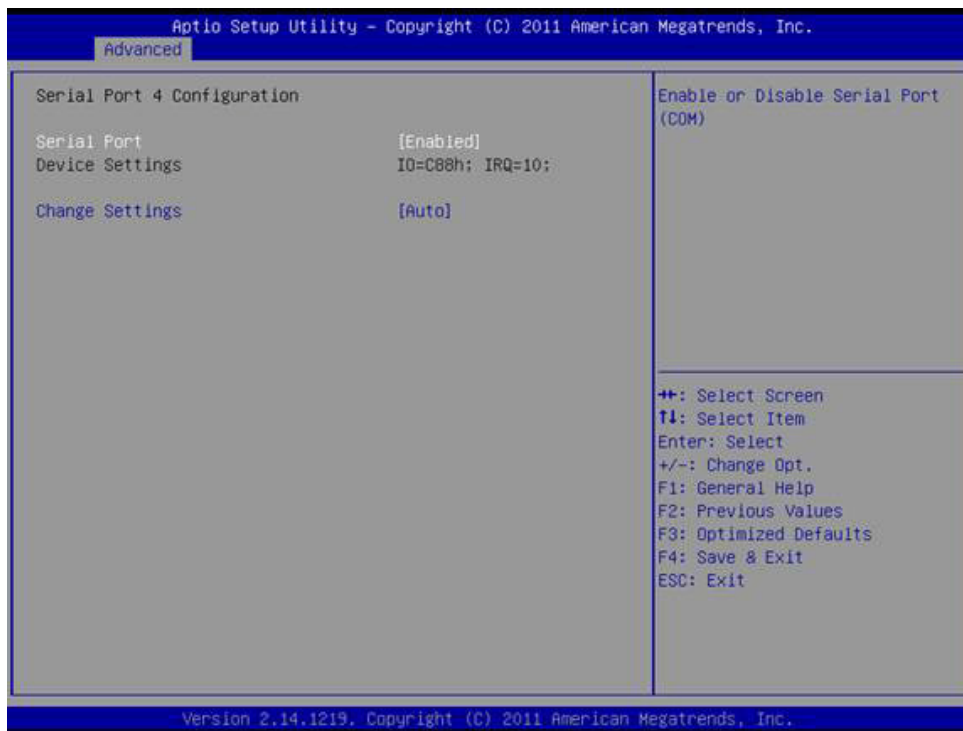 Aptio Setup Utility – Copyright (C) 2011 American Megatrends, Inc.
Advanced
Serial Port 4 Configuration
Serial Port [Enabled]
Device Settings IO=C88h; IRQ=10;
Change Settings [Auto]
Enable or Disable Serial Port
(COM)
→←: Select Screen
↑↓: Select Item
Enter: Select
+/-: Change Opt.
F1: General Help
F2: Previous Values
F3: Optimized Defaults
F4: Save & Exit
ESC: Exit
Version 2.14.1219. Copyright (C) 2011 American Megatrends, Inc.